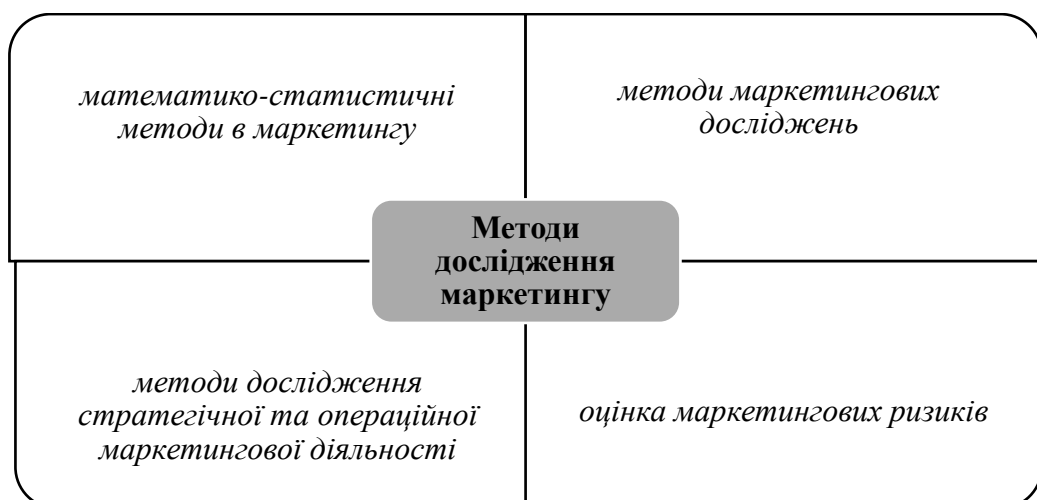 математико-статистичні
методи в маркетингу
методи маркетингових
досліджень
Методи
дослідження
маркетингу
методи дослідження
стратегічної та операційної
маркетингової діяльності
оцінка маркетингових ризиків